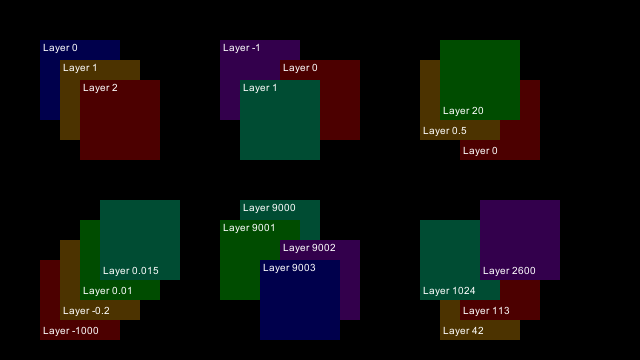 Layer 0
Layer 1
Layer 2
Layer -1
Layer 0
Layer 1
Layer 20
Layer 0.5
Layer 0
Layer 0.015
Layer 0.01
Layer -0.2
Layer -1000
Layer 9000
Layer 9001
Layer 9002
Layer 9003
Layer 2600
Layer 1024
Layer 113
Layer 42